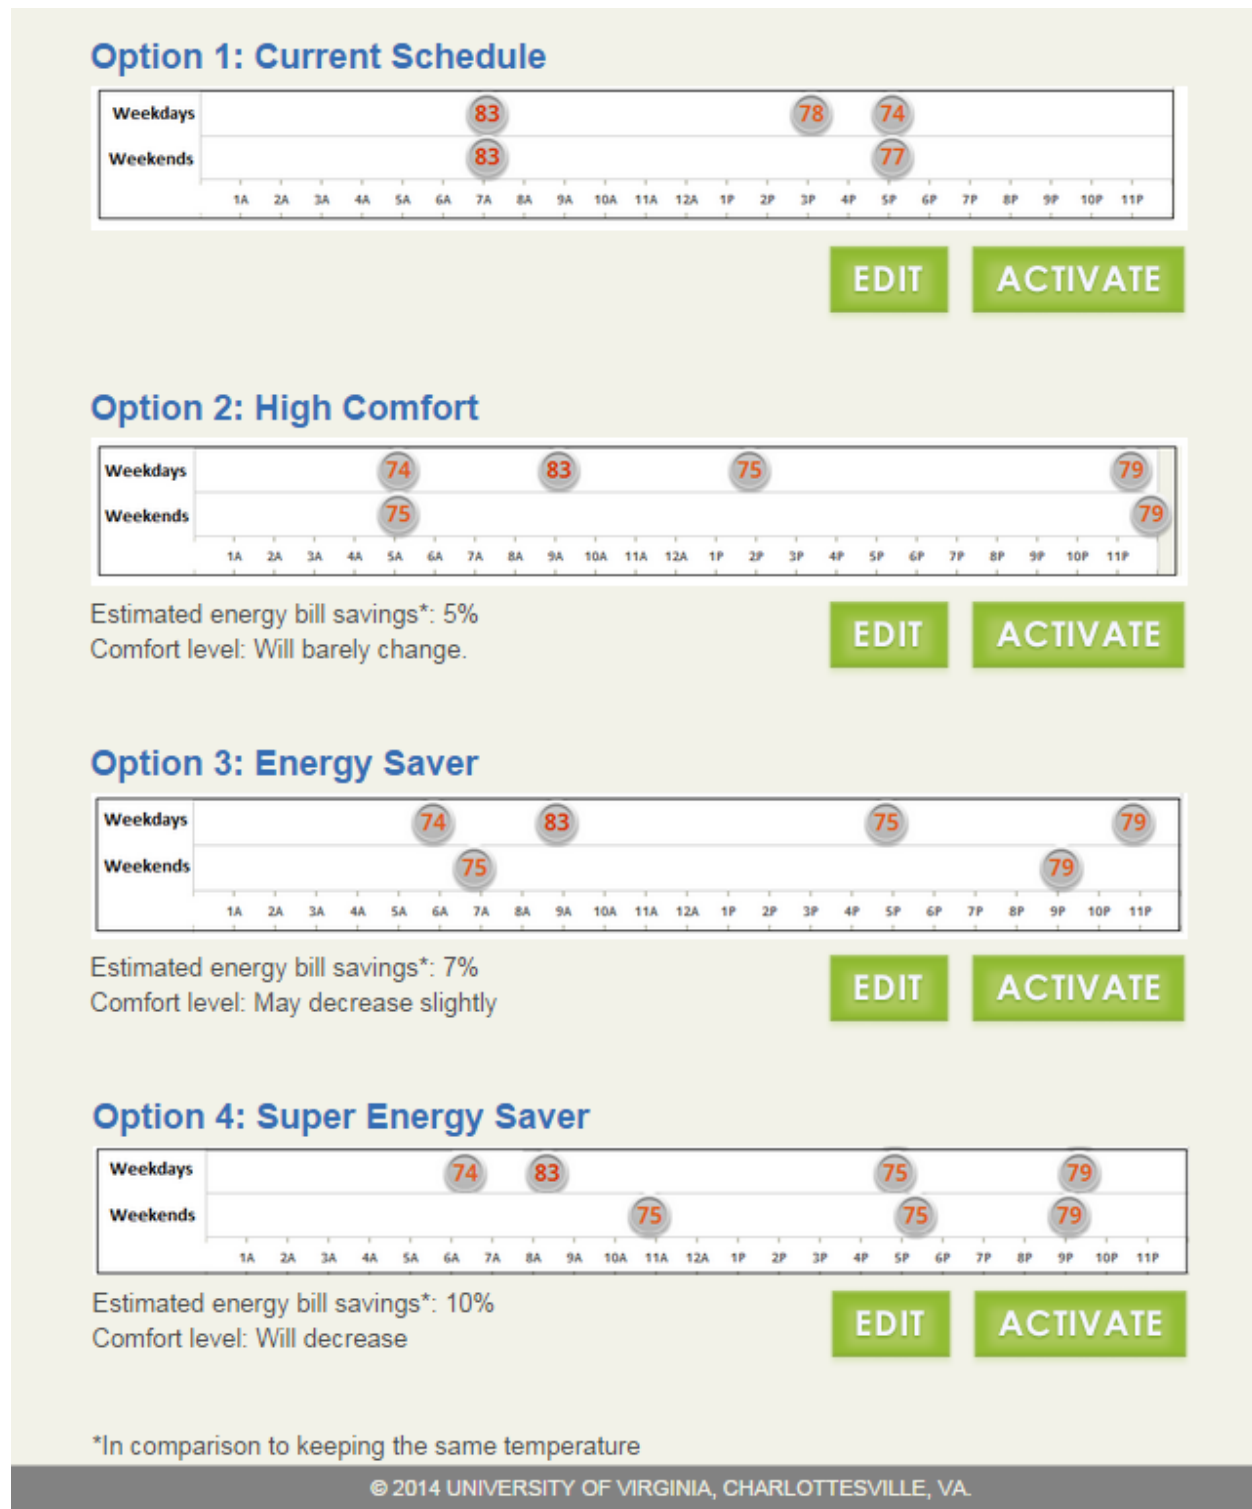 Option 1: Current Schedule
Weekdays 83 78 74
Weekends 83 77
1A 2A 3A 4A 5A 6A 7A 8A 9A 10A 11A 12A 1P 2P 3P 4P 5P 6P 7P 8P 9P 10P 11P
EDIT ACTIVATE
Option 2: High Comfort
Weekdays 74 83 75 79
Weekends 75 79
1A 2A 3A 4A 5A 6A 7A 8A 9A 10A 11A 12A 1P 2P 3P 4P 5P 6P 7P 8P 9P 10P 11P
Estimated energy bill savings*: 5%
Comfort level: Will barely change.
EDIT ACTIVATE
Option 3: Energy Saver
Weekdays 74 83 75 79
Weekends 75 79
1A 2A 3A 4A 5A 6A 7A 8A 9A 10A 11A 12A 1P 2P 3P 4P 5P 6P 7P 8P 9P 10P 11P
Estimated energy bill savings*: 7%
Comfort level: May decrease slightly
EDIT ACTIVATE
Option 4: Super Energy Saver
Weekdays 74 83 75 79
Weekends 75 75 79
1A 2A 3A 4A 5A 6A 7A 8A 9A 10A 11A 12A 1P 2P 3P 4P 5P 6P 7P 8P 9P 10P 11P
Estimated energy bill savings*: 10%
Comfort level: Will decrease
EDIT ACTIVATE
*In comparison to keeping the same temperature
© 2014 UNIVERSITY OF VIRGINIA, CHARLOTTESVILLE, VA.